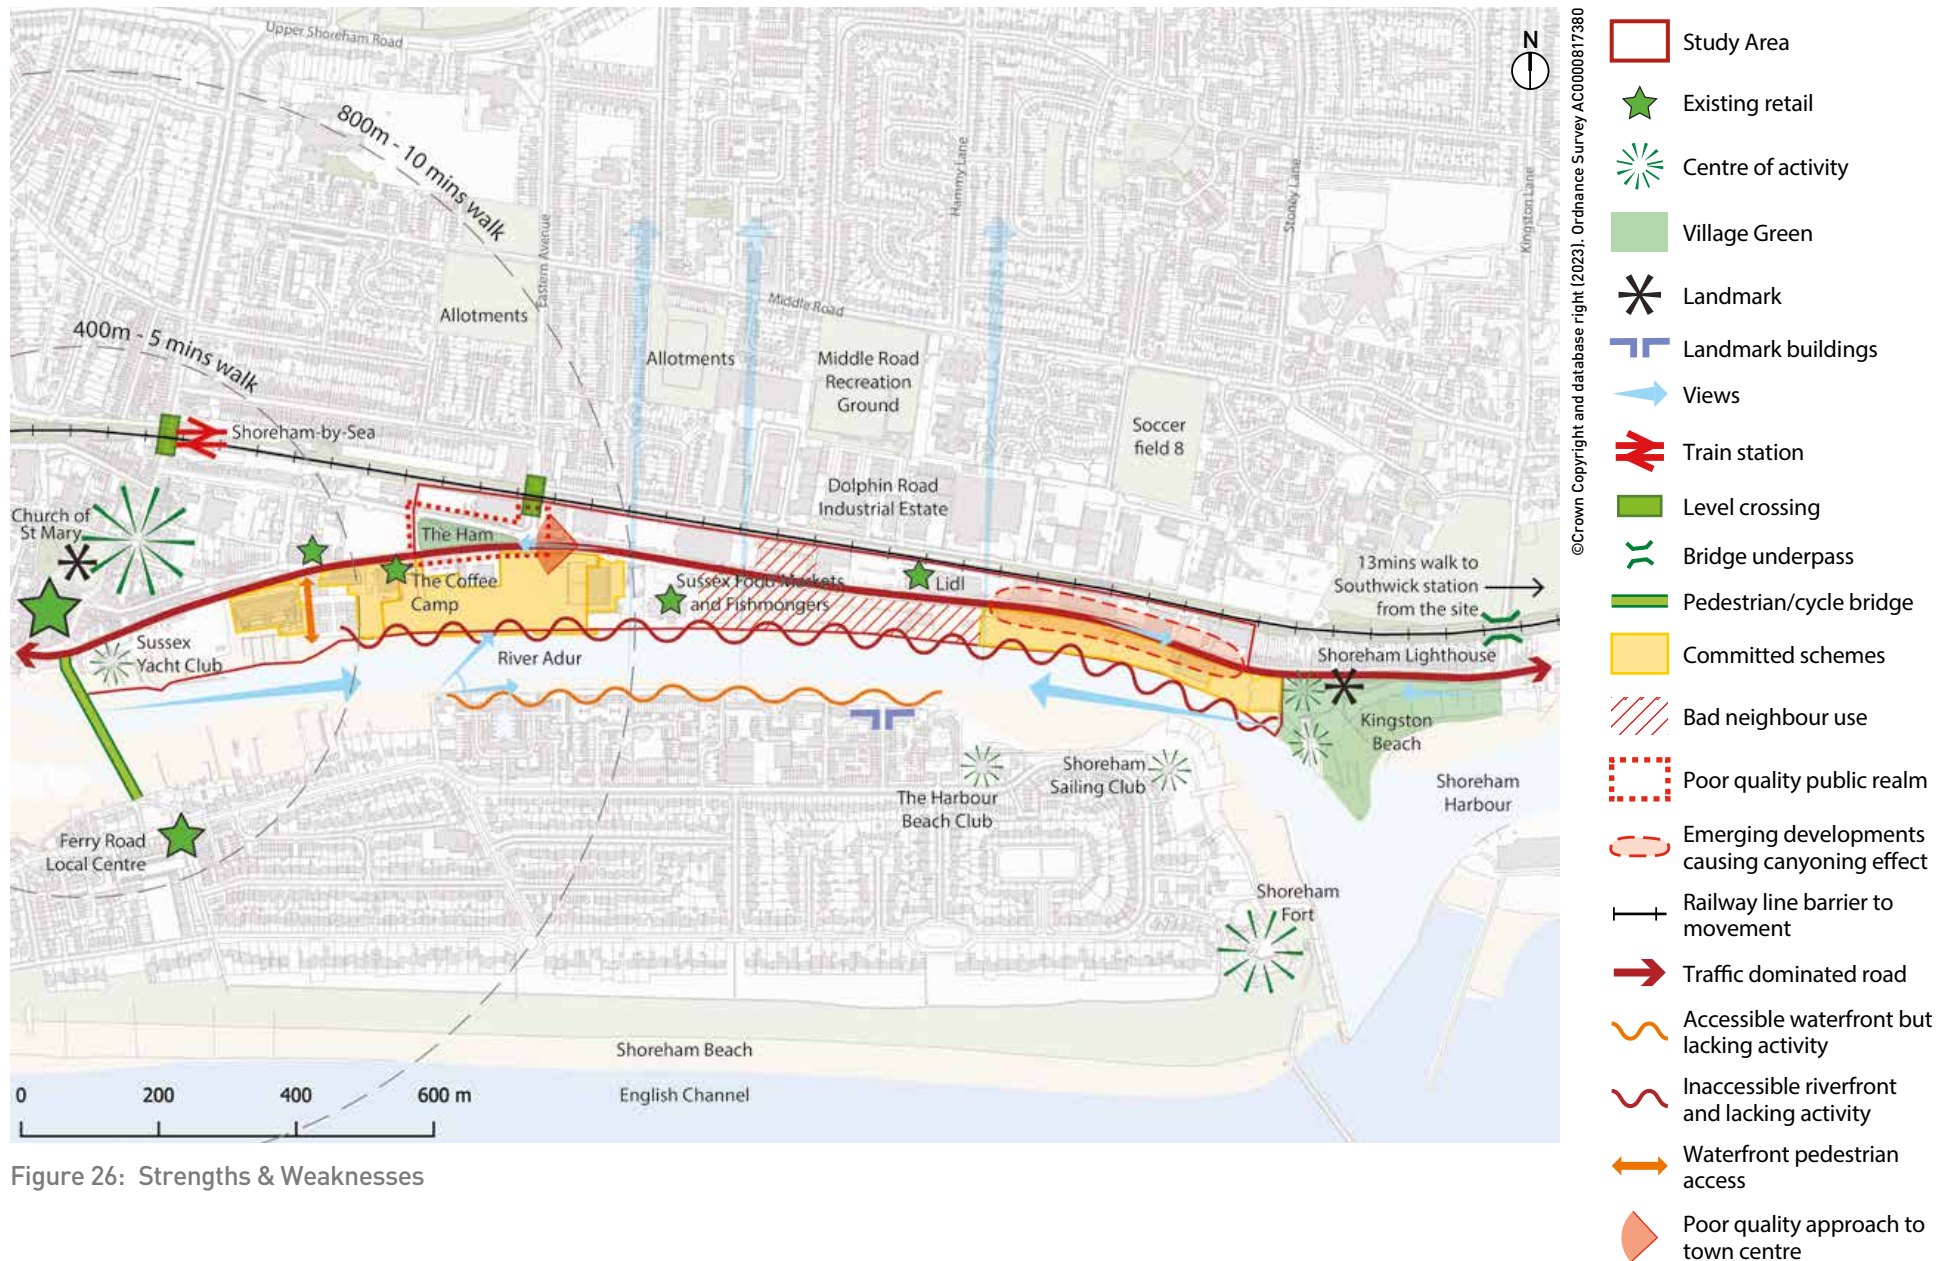 Upper Shoreham Road
800m - 10 mins walk
400m - 5 mins walk
Eastern Avenue
Hammy Lane
Stoney Lane
Kingston Lane
Middle Road
N
Allotments
Allotments
Middle Road
Recreation
Ground
Soccer
field 8
Shoreham-by-Sea
Dolphin Road
Industrial Estate
Church of
St Mary
The Ham
The Coffee
Camp
Sussex Food Markets
and Fishmongers
Lidl
13mins walk to
Southwick station
from the site
Sussex
Yacht Club
River Adur
Shoreham Lighthouse
Kingston
Beach
Shoreham
Harbour
Shoreham
Sailing Club
The Harbour
Beach Club
Ferry Road
Local Centre
Shoreham
Fort
Shoreham Beach
English Channel
0 200 400 600 m
©Crown Copyright and database right (2023). Ordnance Survey AC0000817380
Study Area
Existing retail
Centre of activity
Village Green
Landmark
Landmark buildings
Views
Train station
Level crossing
Bridge underpass
Pedestrian/cycle bridge
Committed schemes
Bad neighbour use
Poor quality public realm
Emerging developments
causing canyoning effect
Railway line barrier to
movement
Traffic dominated road
Accessible waterfront but
lacking activity
Inaccessible riverfront
and lacking activity
Waterfront pedestrian
access
Poor quality approach to
town centre
Figure 26: Strengths & Weaknesses